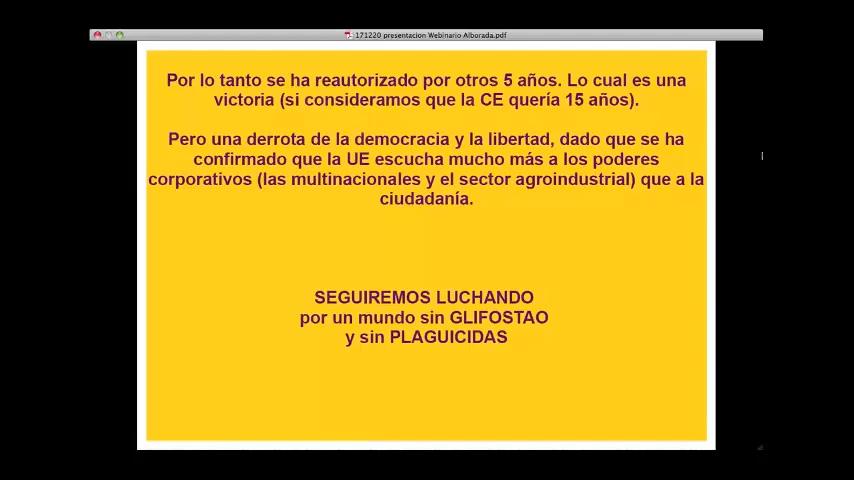 171220 presentacion Webinario Alborada.pdf
Por lo tanto se ha reautorizado por otros 5 años. Lo cual es una
victoria (si consideramos que la CE quería 15 años).
Pero una derrota de la democracia y la libertad, dado que se ha
confirmado que la UE escucha mucho más a los poderes
corporativos (las multinacionales y el sector agroindustrial) que a la
ciudadanía.
SEGUIREMOS LUCHANDO
por un mundo sin GLIFOSTAO
y sin PLAGUICIDAS